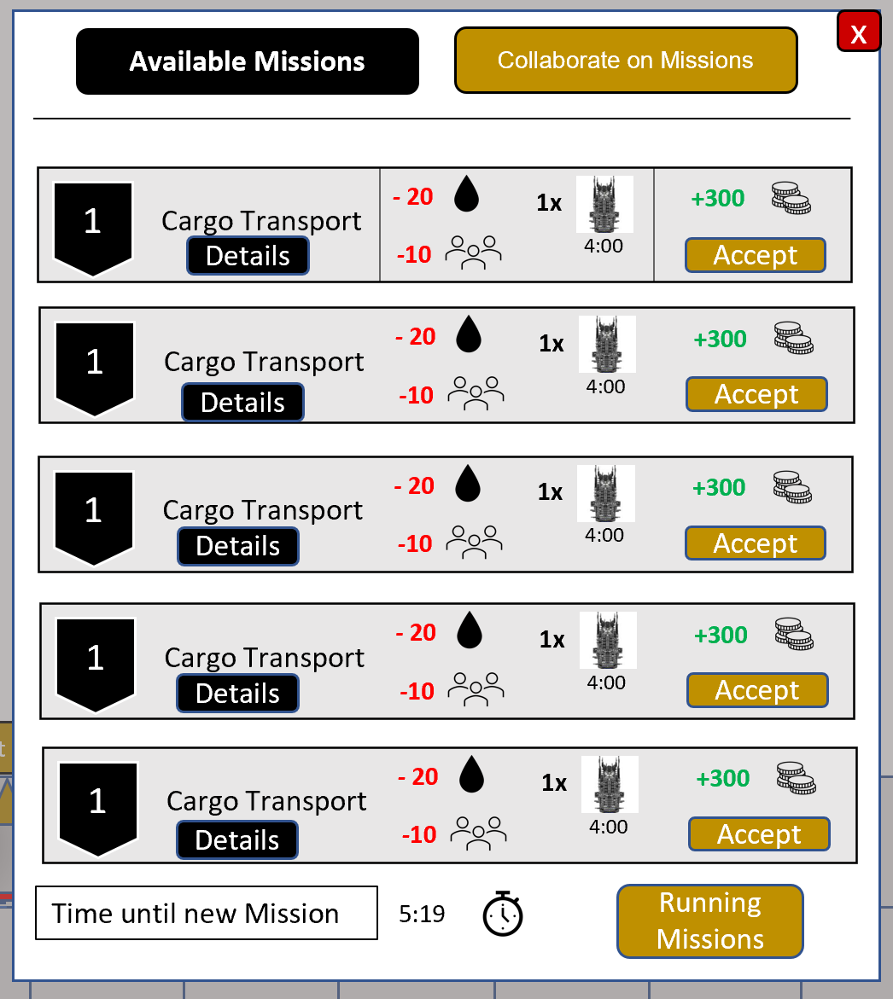 X
Available Missions
Collaborate on Missions
1
Cargo Transport
Details
- 20
-10
1x
4:00
+300
Accept
1
Cargo Transport
Details
- 20
-10
1x
4:00
+300
Accept
1
Cargo Transport
Details
- 20
-10
1x
4:00
+300
Accept
1
Cargo Transport
Details
- 20
-10
1x
4:00
+300
Accept
t
1
Cargo Transport
Details
- 20
-10
1x
4:00
+300
Accept
Time until new Mission
5:19
Running
Missions